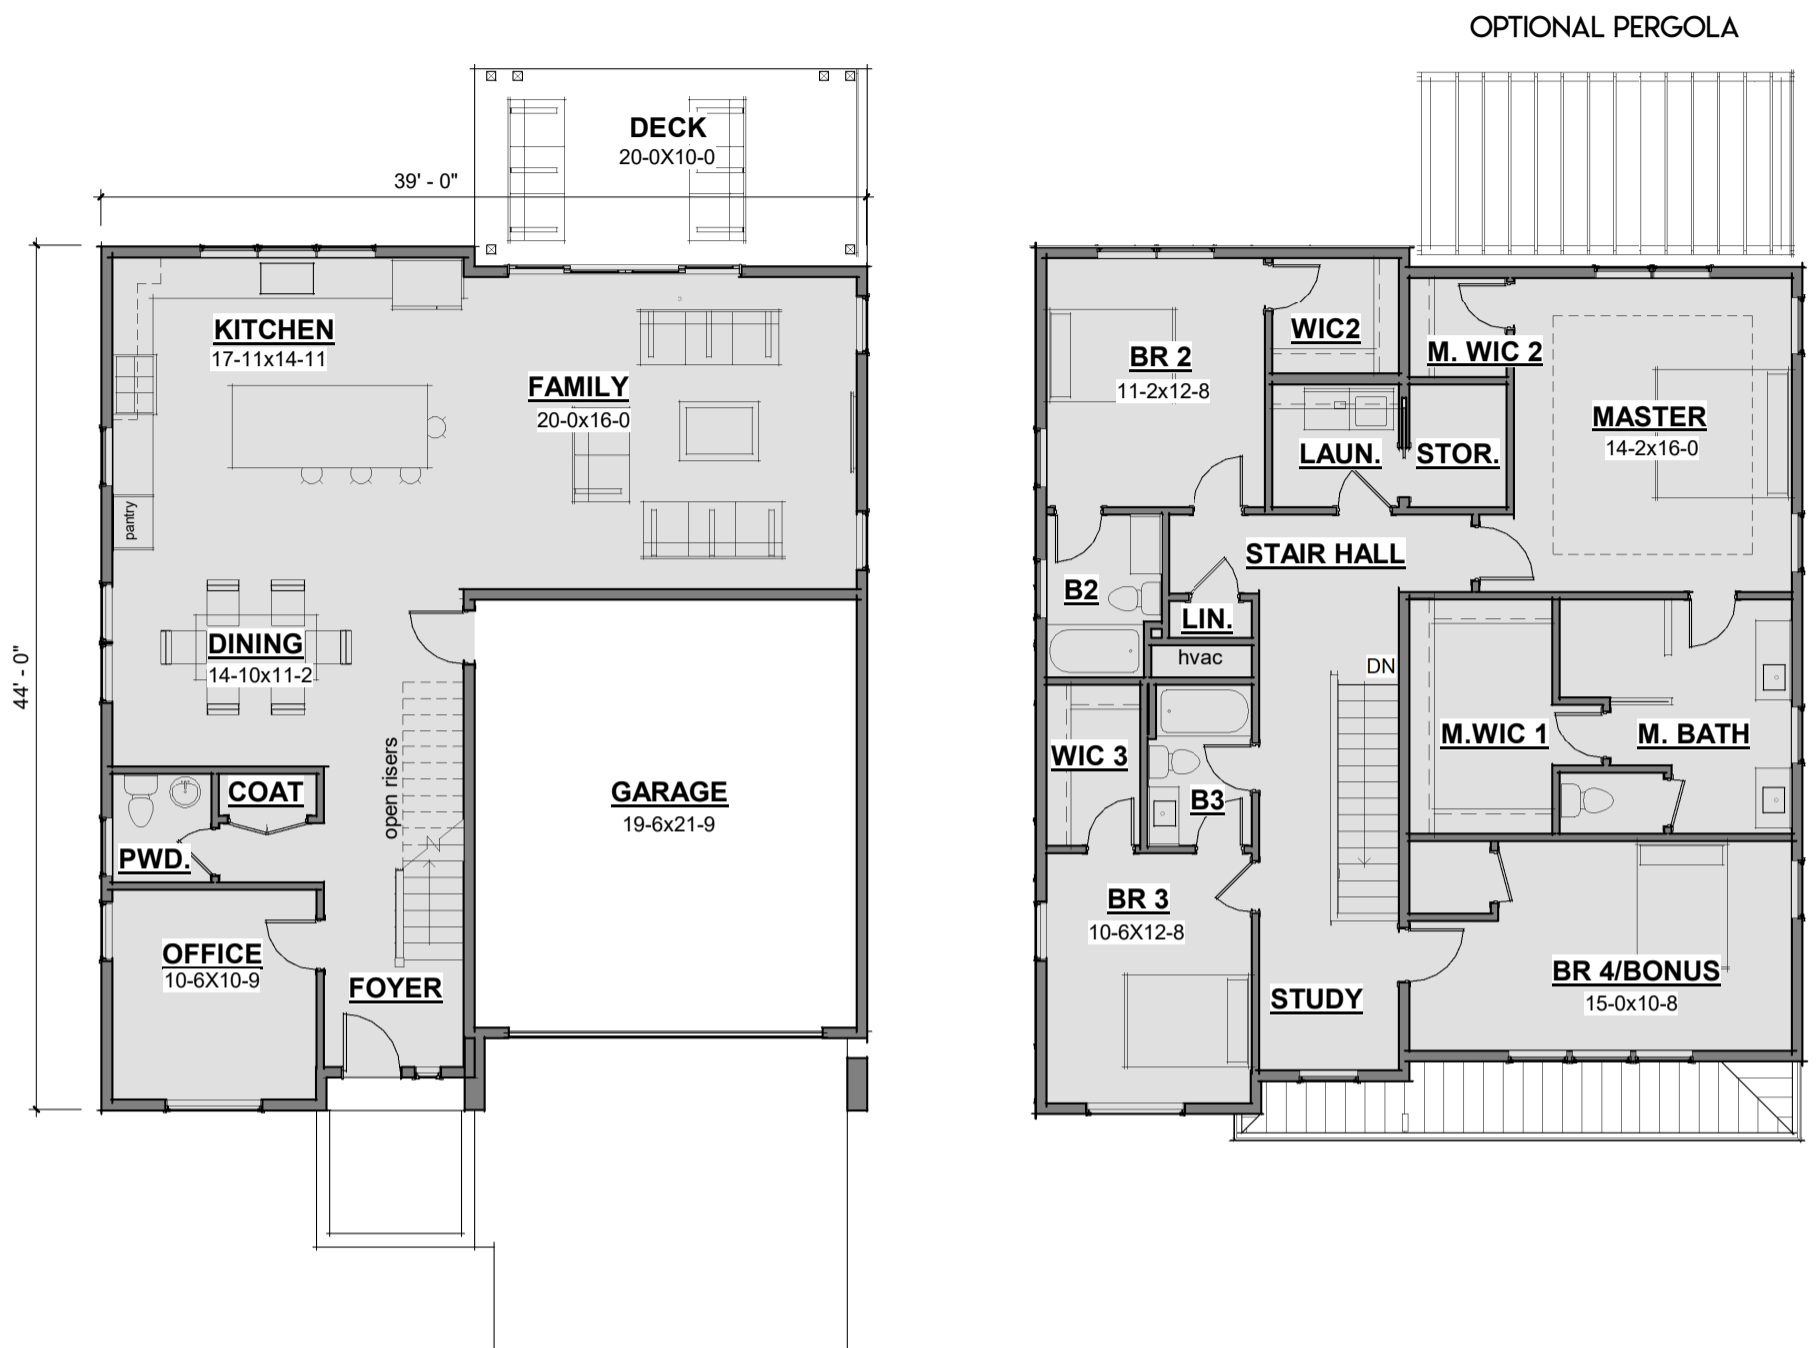 OPTIONAL PERGOLA
DECK
20-0X10-0
39' - 0"
44' - 0"
KITCHEN
17-11x14-11
FAMILY
20-0x16-0
pantry
DINING
14-10x11-2
open risers
COAT
PWD.
GARAGE
19-6x21-9
OFFICE
10-6X10-9
FOYER
BR 2
11-2x12-8
WIC2
M. WIC 2
MASTER
14-2x16-0
LAUN.
STOR.
STAIR HALL
B2
LIN.
hvac
DN
WIC 3
B3
M.WIC 1
M. BATH
BR 3
10-6X12-8
STUDY
BR 4/BONUS
15-0x10-8